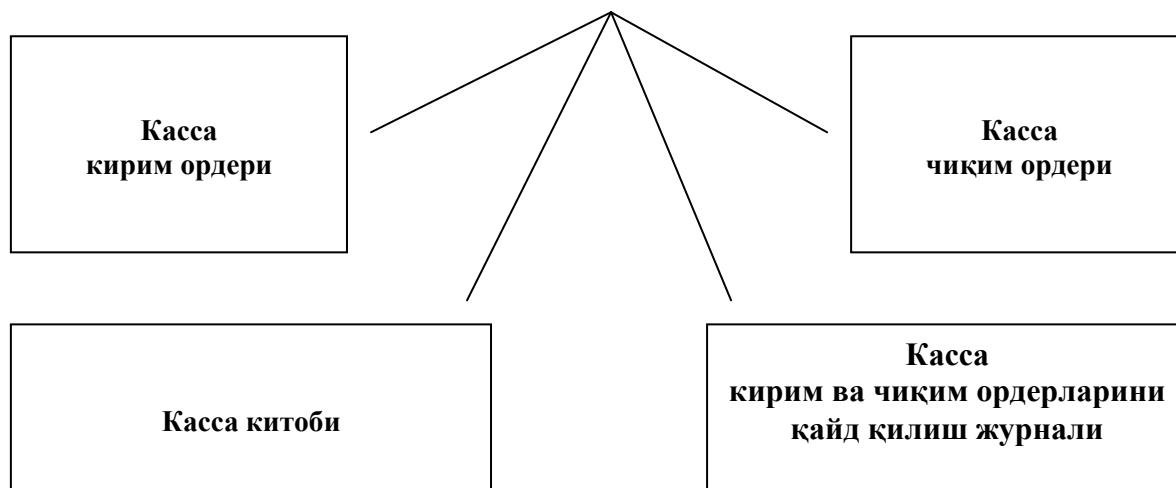 Касса
кирим ордери
Касса
чиқим ордери
Касса китоби
Касса
кирим ва чиқим ордерларини
қайд қилиш журнали